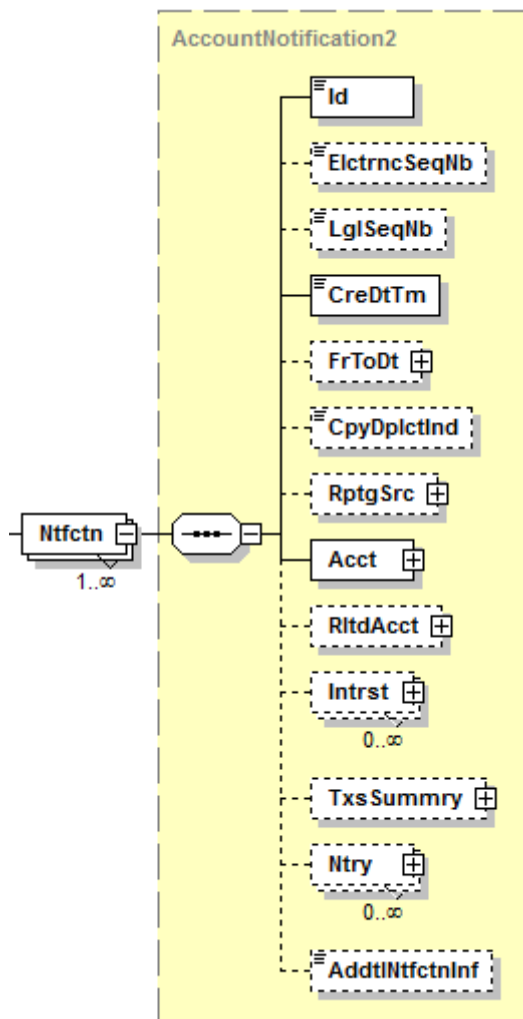 AccountNotification2
Id
ElctrncSeqNb
LglSeqNb
CreDtTm
FrToDt
CpyDplctInd
RptgSrc
Ntfctn
1..∞
Acct
RltdAcct
Intrst
0..∞
TxsSummry
Ntry
0..∞
AddtlNtfctnInf